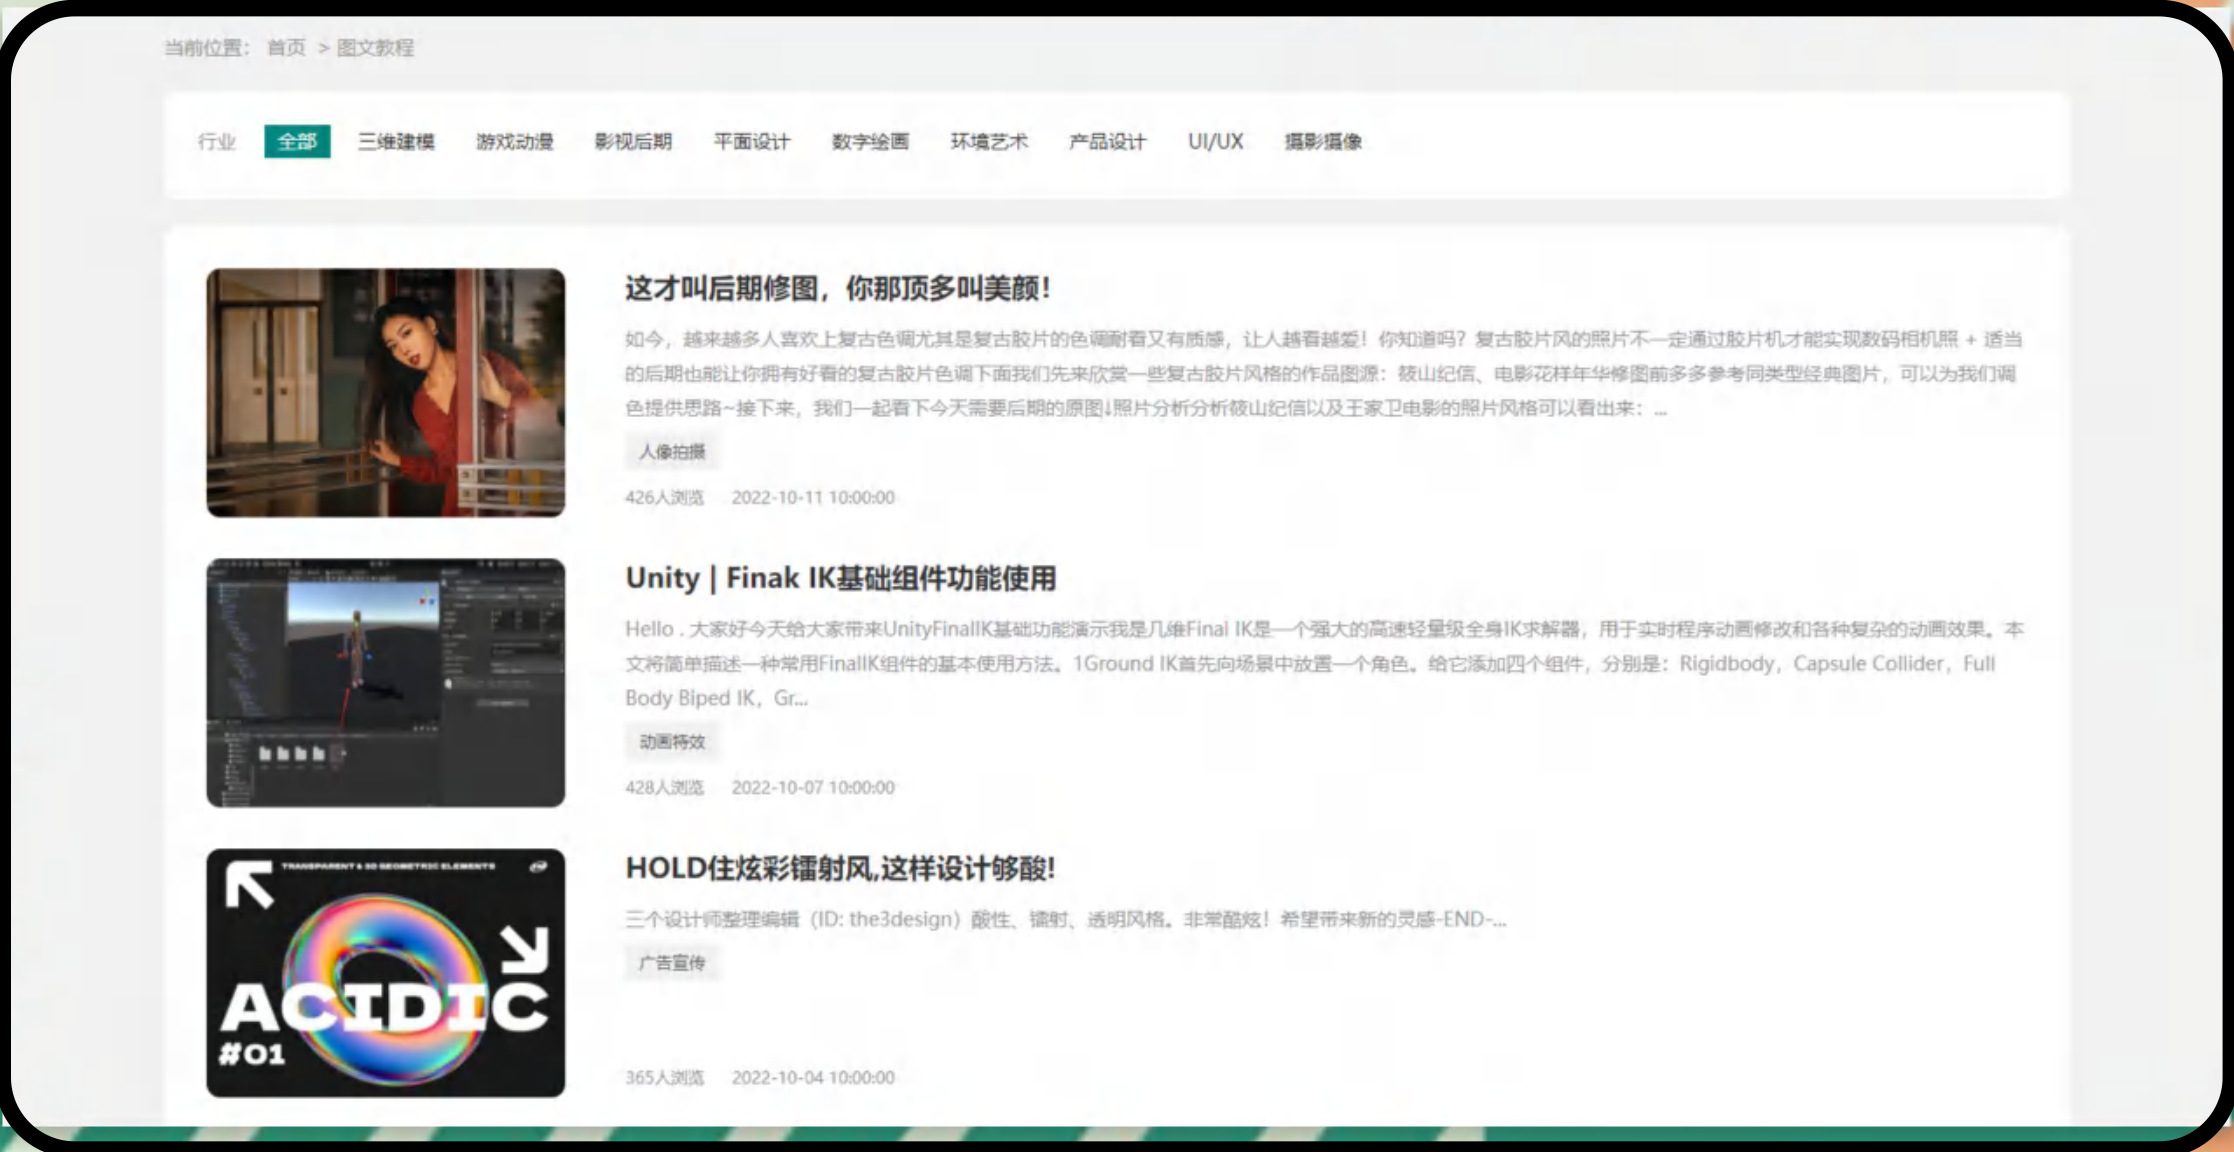 当前位置： 首页 > 图文教程
行业 全部 三维建模 游戏动漫 影视后期 平面设计 数字绘画 环境艺术 产品设计 UI/UX 摄影摄像
这才叫后期修图，你那顶多叫美颜！
如今，越来越多人喜欢上复古色调尤其是复古胶片的色调耐看又有质感，让人越看越爱！你知道吗？复古胶片风的照片不一定通过胶片机才能实现数码相机照 + 适当
的后期也能让你拥有好看的复古胶片色调下面我们先来欣赏一些复古胶片风格的作品图源：筱山纪信、电影花样年华修图前多多参考同类型经典图片，可以为我们调
色提供思路~接下来，我们一起看下今天需要后期的原图↓照片分析分析筱山纪信以及王家卫电影的照片风格可以看出来：...
人像拍摄
426人浏览 2022-10-11 10:00:00
Unity | Finak IK基础组件功能使用
Hello . 大家好今天给大家带来UnityFinalIK基础功能演示我是几维Final IK是一个强大的高速轻量级全身IK求解器，用于实时程序动画修改和各种复杂的动画效果。本
文将简单描述一种常用FinalIK组件的基本使用方法。1Ground IK首先向场景中放置一个角色。给它添加四个组件，分别是：Rigidbody，Capsule Collider，Full
Body Biped IK，Gr...
动画特效
428人浏览 2022-10-07 10:00:00
TRANSPARENT & 3D GEOMETRIC ELEMENTS
ACIDIC
#01
HOLD住炫彩镭射风,这样设计够酸!
三个设计师整理编辑（ID: the3design）酸性、镭射、透明风格。非常酷炫！希望带来新的灵感-END-...
广告宣传
365人浏览 2022-10-04 10:00:00